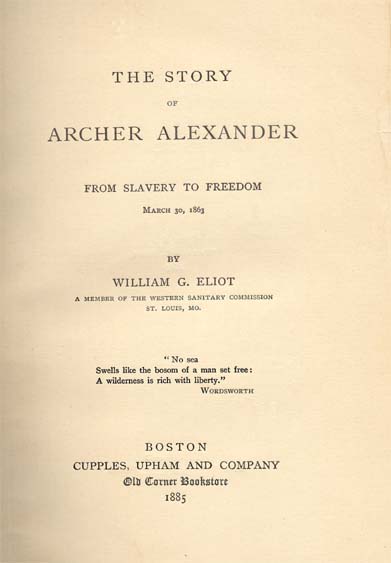 THE STORY
OF
ARCHER ALEXANDER
FROM SLAVERY TO FREEDOM
MARCH 30, 1863
BY
WILLIAM G. ELIOT
A MEMBER OF THE WESTERN SANITARY COMMISSION
ST. LOUIS, MO.
"No sea
Swells like the bosom of a man set free:
A wilderness is rich with liberty."
WORDSWORTH
BOSTON
CUPPLES, UPHAM AND COMPANY
Old Corner Bookstore
1885